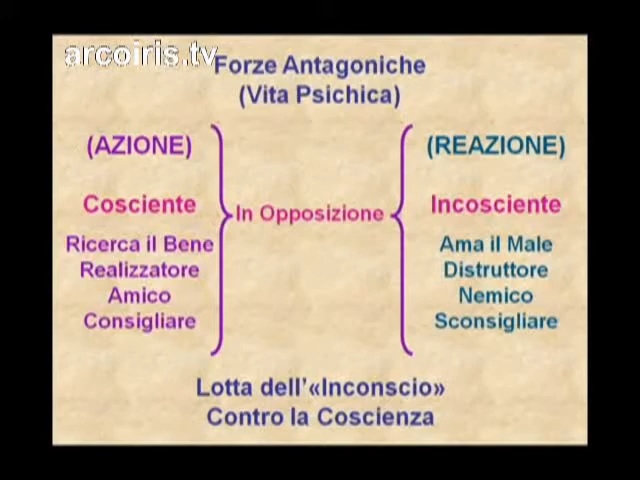 arcoiris.tv
Forze Antagoniche
(Vita Psichica)
(AZIONE)
Cosciente
Ricerca il Bene
Realizzatore
Amico
Consigliare
In Opposizione
(REAZIONE)
Incosciente
Ama il Male
Distruttore
Nemico
Sconsigliare
Lotta dell'«Inconscio»
Contro la Coscienza